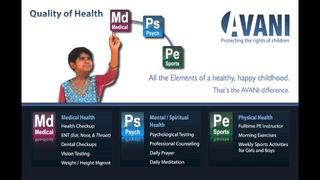 Quality of Health
Md
Medical
Ps
Psych
Pe
Sports
AVANI
Protecting the rights of children
All the Elements of a healthy, happy childhood.
That's the AVANI difference.
Md
Medical
Medical Health
Health Checkup
ENT (Ear, Nose, & Throat)
Dental Checkups
Vision Testing
Weight / Height Mgmnt
Ps
Psych
Mental / Spiritual
Health
Psychological Testing
Professional Counseling
Daily Prayer
Daily Meditation
Pe
Sports
Physical Health
Fulltime PE Instructor
Morning Exercises
Weekly Sports Activities
for Girls and Boys